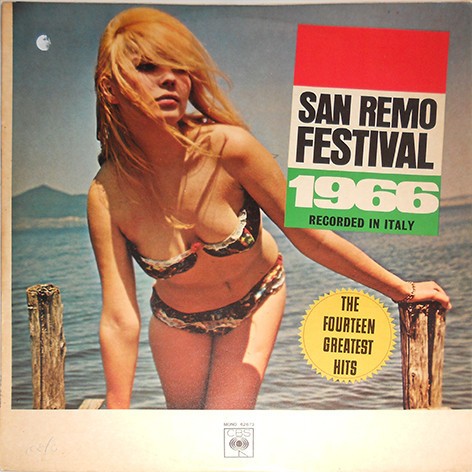 SAN REMO
FESTIVAL
1966
RECORDED IN ITALY
THE
FOURTEEN
GREATEST
HITS
CBS